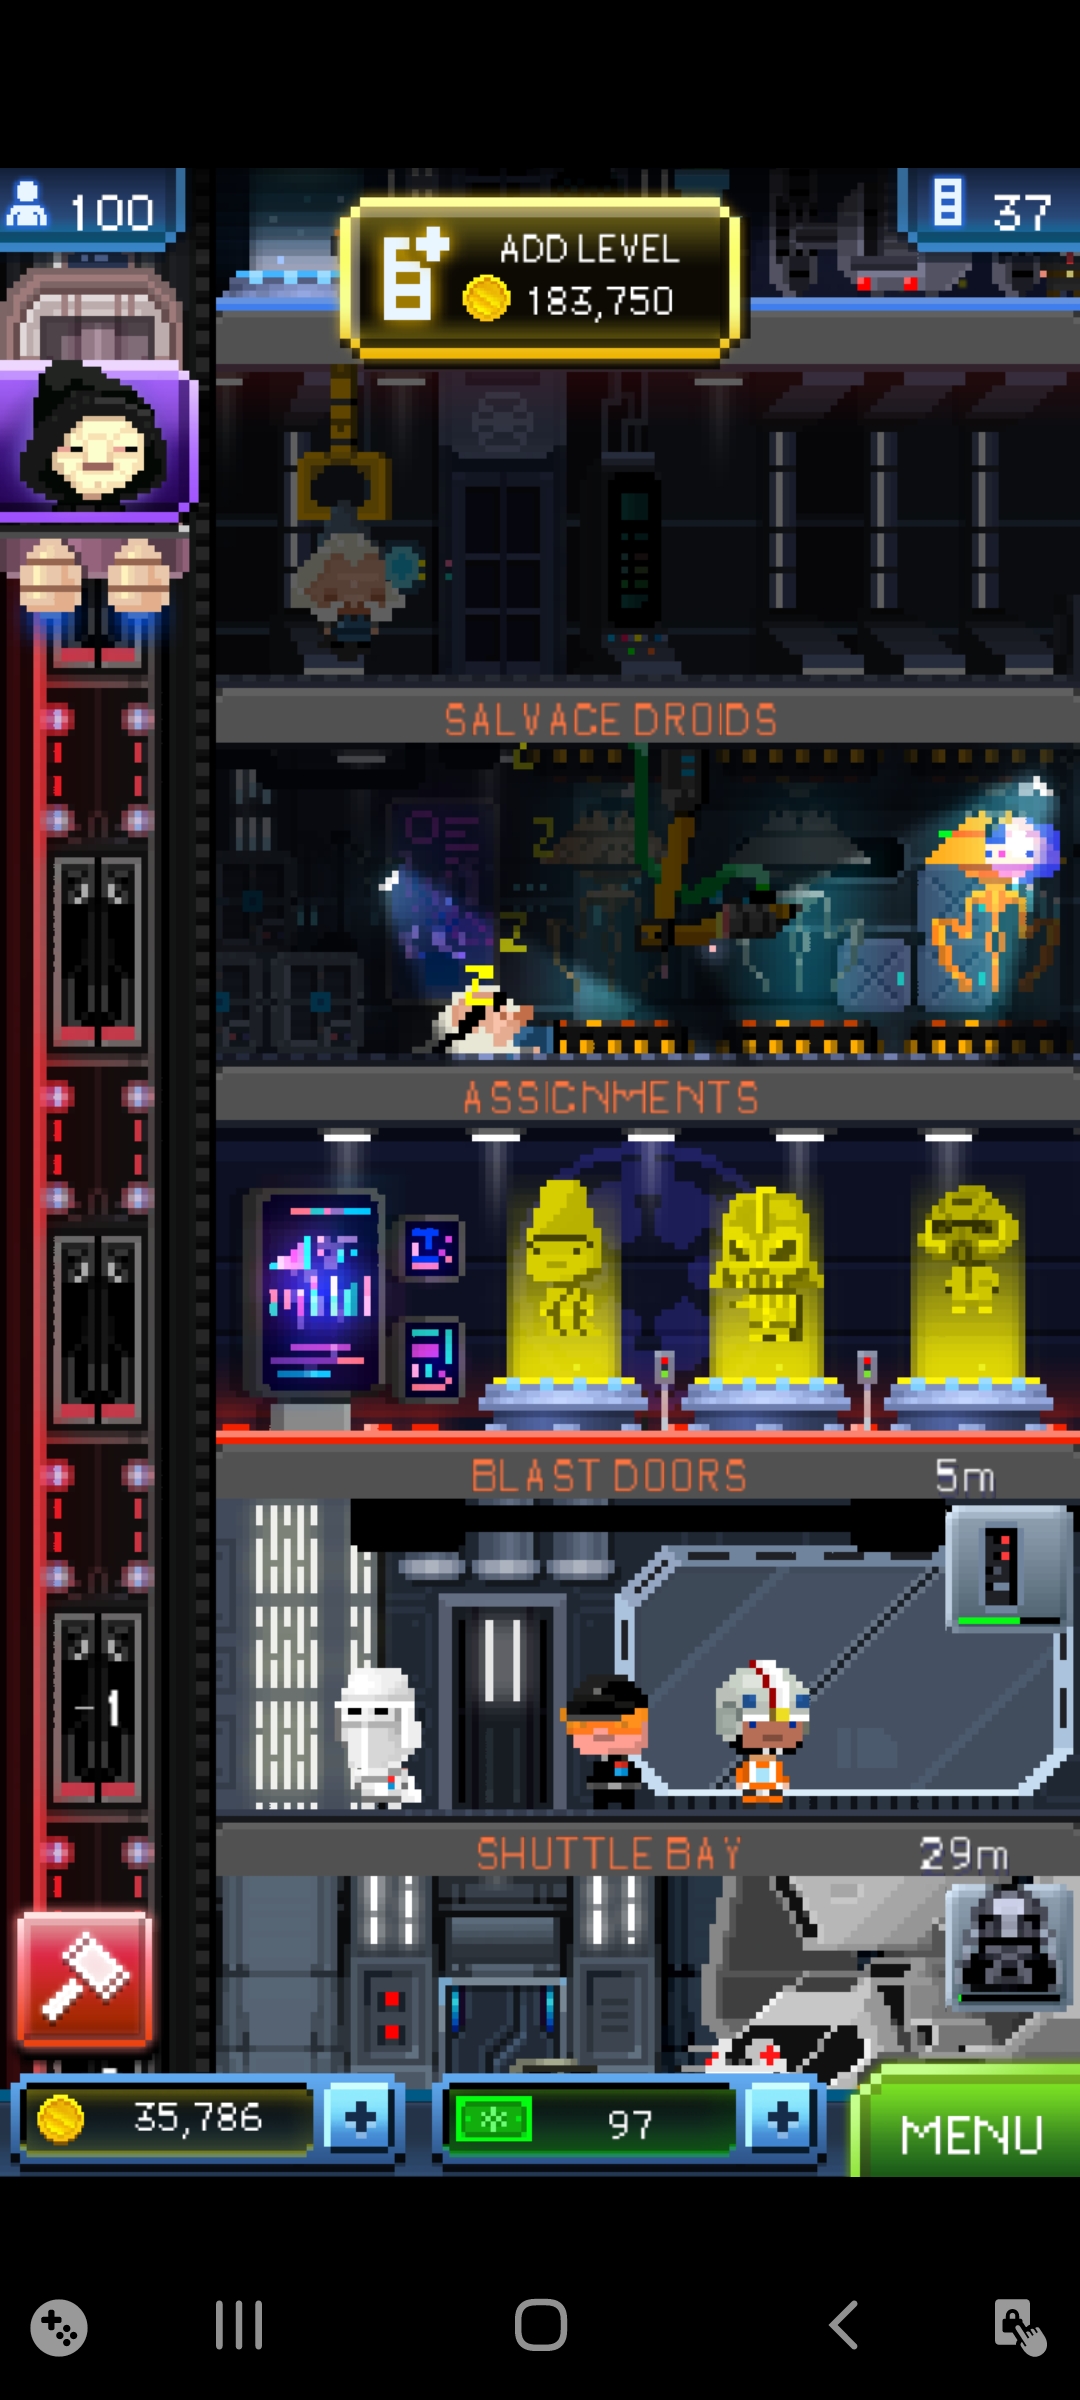 100
ADD LEVEL
183,750
37
SALVAGE DROIDS
Z
Z
Z
ASSIGNMENTS
BLAST DOORS 5m
-1
SHUTTLE BAY 29m
35,786
97
MENU